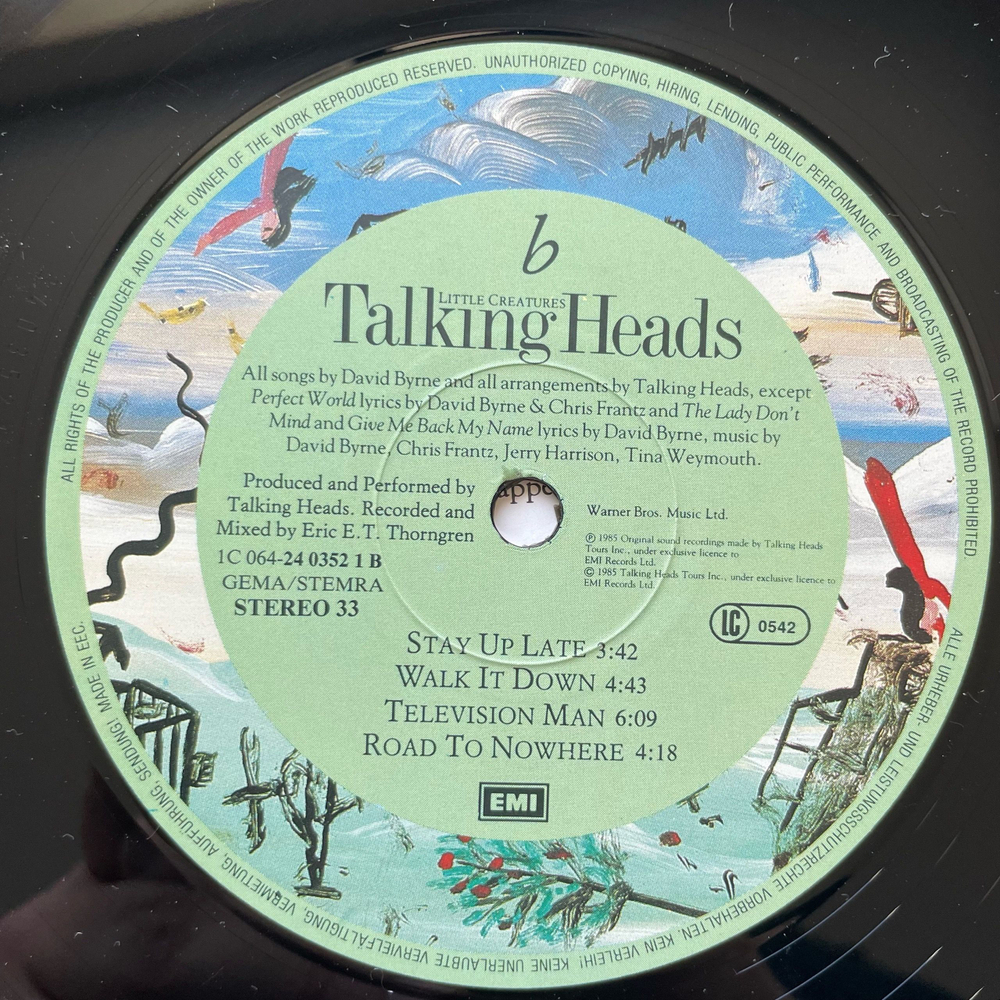 ALL RIGHTS OF THE PRODUCER AND OF THE OWNER OF THE WORK REPRODUCED RESERVED. UNAUTHORIZED COPYING, HIRING, LENDING, PUBLIC PERFORMANCE AND BROADCASTING OF THE RECORD PROHIBITED
b
LITTLE CREATURES
Talking Heads
All songs by David Byrne and all arrangements by Talking Heads, except
Perfect World lyrics by David Byrne & Chris Frantz and The Lady Don't
Mind and Give Me Back My Name lyrics by David Byrne, music by
David Byrne, Chris Frantz, Jerry Harrison, Tina Weymouth.
Produced and Performed by
Talking Heads. Recorded and
Mixed by Eric E.T. Thorngren
1C 064-24 0352 1 B
GEMA/STEMRA
STEREO 33
appe
Warner Bros. Music Ltd.
Ⓟ 1985 Original sound recordings made by Talking Heads
Tours Inc., under exclusive licence to
EMI Records Ltd.
© 1985 Talking Heads Tours Inc., under exclusive licence to
EMI Records Ltd.
LC 0542
STAY UP LATE 3:42
WALK IT DOWN 4:43
TELEVISION MAN 6:09
ROAD TO NOWHERE 4:18
EMI
ALLE URHEBER- UND LEISTUNGSSCHUTZRECHTE VORBEHALTEN. KEIN VERLEIH! KEINE UNERLAUBTE VERVIELFÄLTIGUNG, VERMIETUNG, AUFFÜHRUNG, SENDUNG! MADE IN EEC.